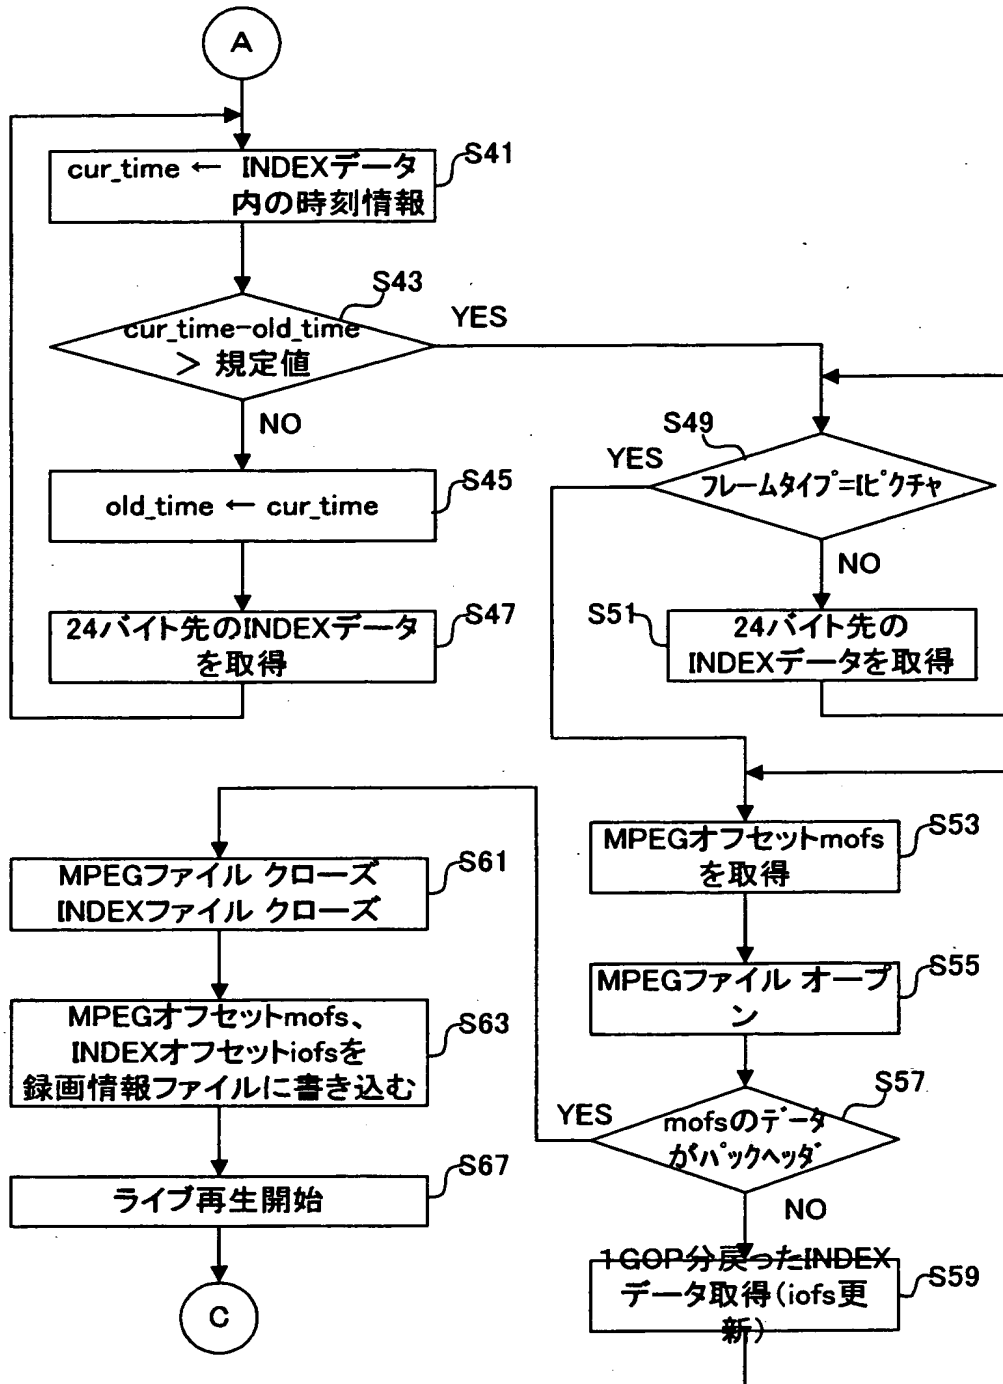 A
cur_time ← INDEXデータ
内の時刻情報
S41
cur_time-old_time
> 規定値
S43
YES
NO
old_time ← cur_time
S45
24バイト先のINDEXデータ
を取得
S47
S49
YES
フレームタイプ=Iピクチャ
NO
S51
24バイト先の
INDEXデータを取得
MPEGオフセットmofs
を取得
S53
MPEGファイル オープ
ン
S55
S57
YES
mofsのデータ
がパックヘッダ
NO
1GOP分戻ったINDEX
データ取得(iofs更
新)
S59
MPEGファイル クローズ
INDEXファイル クローズ
S61
MPEGオフセットmofs、
INDEXオフセットiofsを
録画情報ファイルに書き込む
S63
ライブ再生開始
S67
C